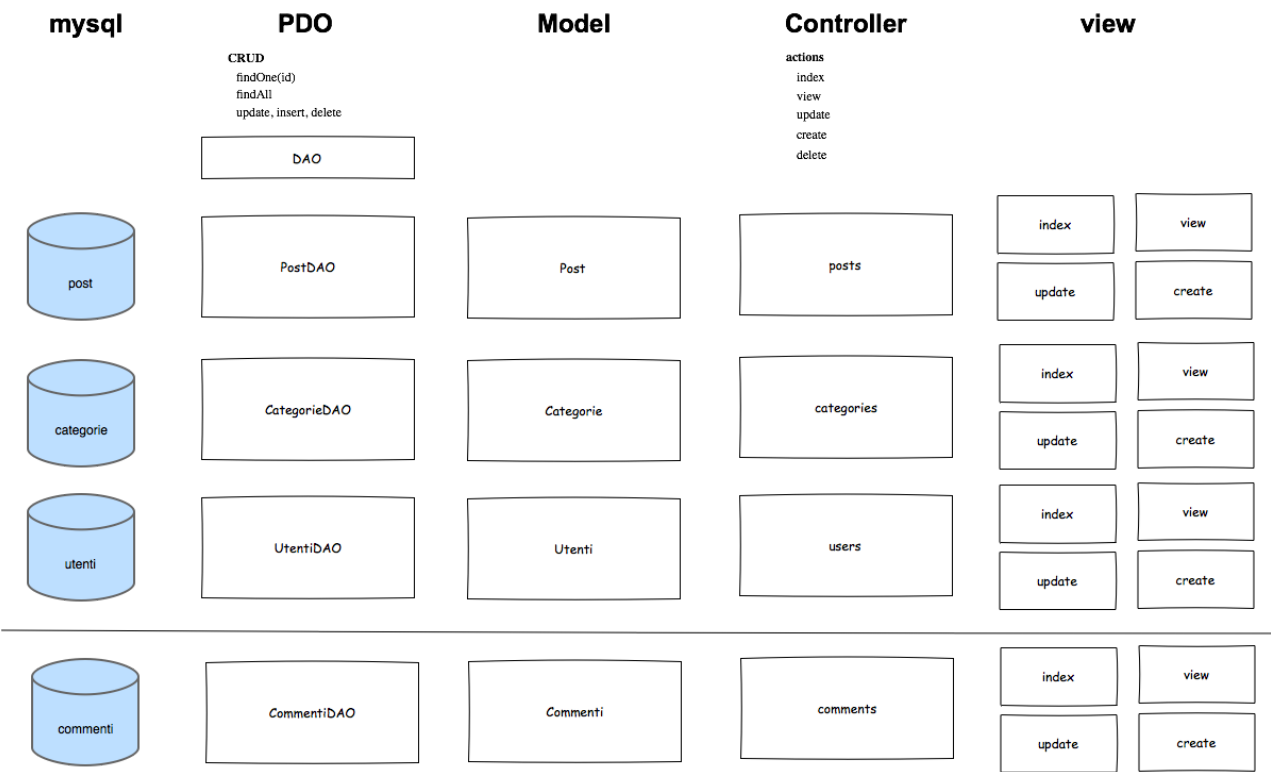 mysql
PDO
Model
Controller
view
CRUD
findOne(id)
findAll
update, insert, delete
actions
index
view
update
create
delete
DAO
post
PostDAO
Post
posts
index
view
update
create
categorie
CategorieDAO
Categorie
categories
index
view
update
create
utenti
UtentiDAO
Utenti
users
index
view
update
create
commenti
CommentiDAO
Commenti
comments
index
view
update
create